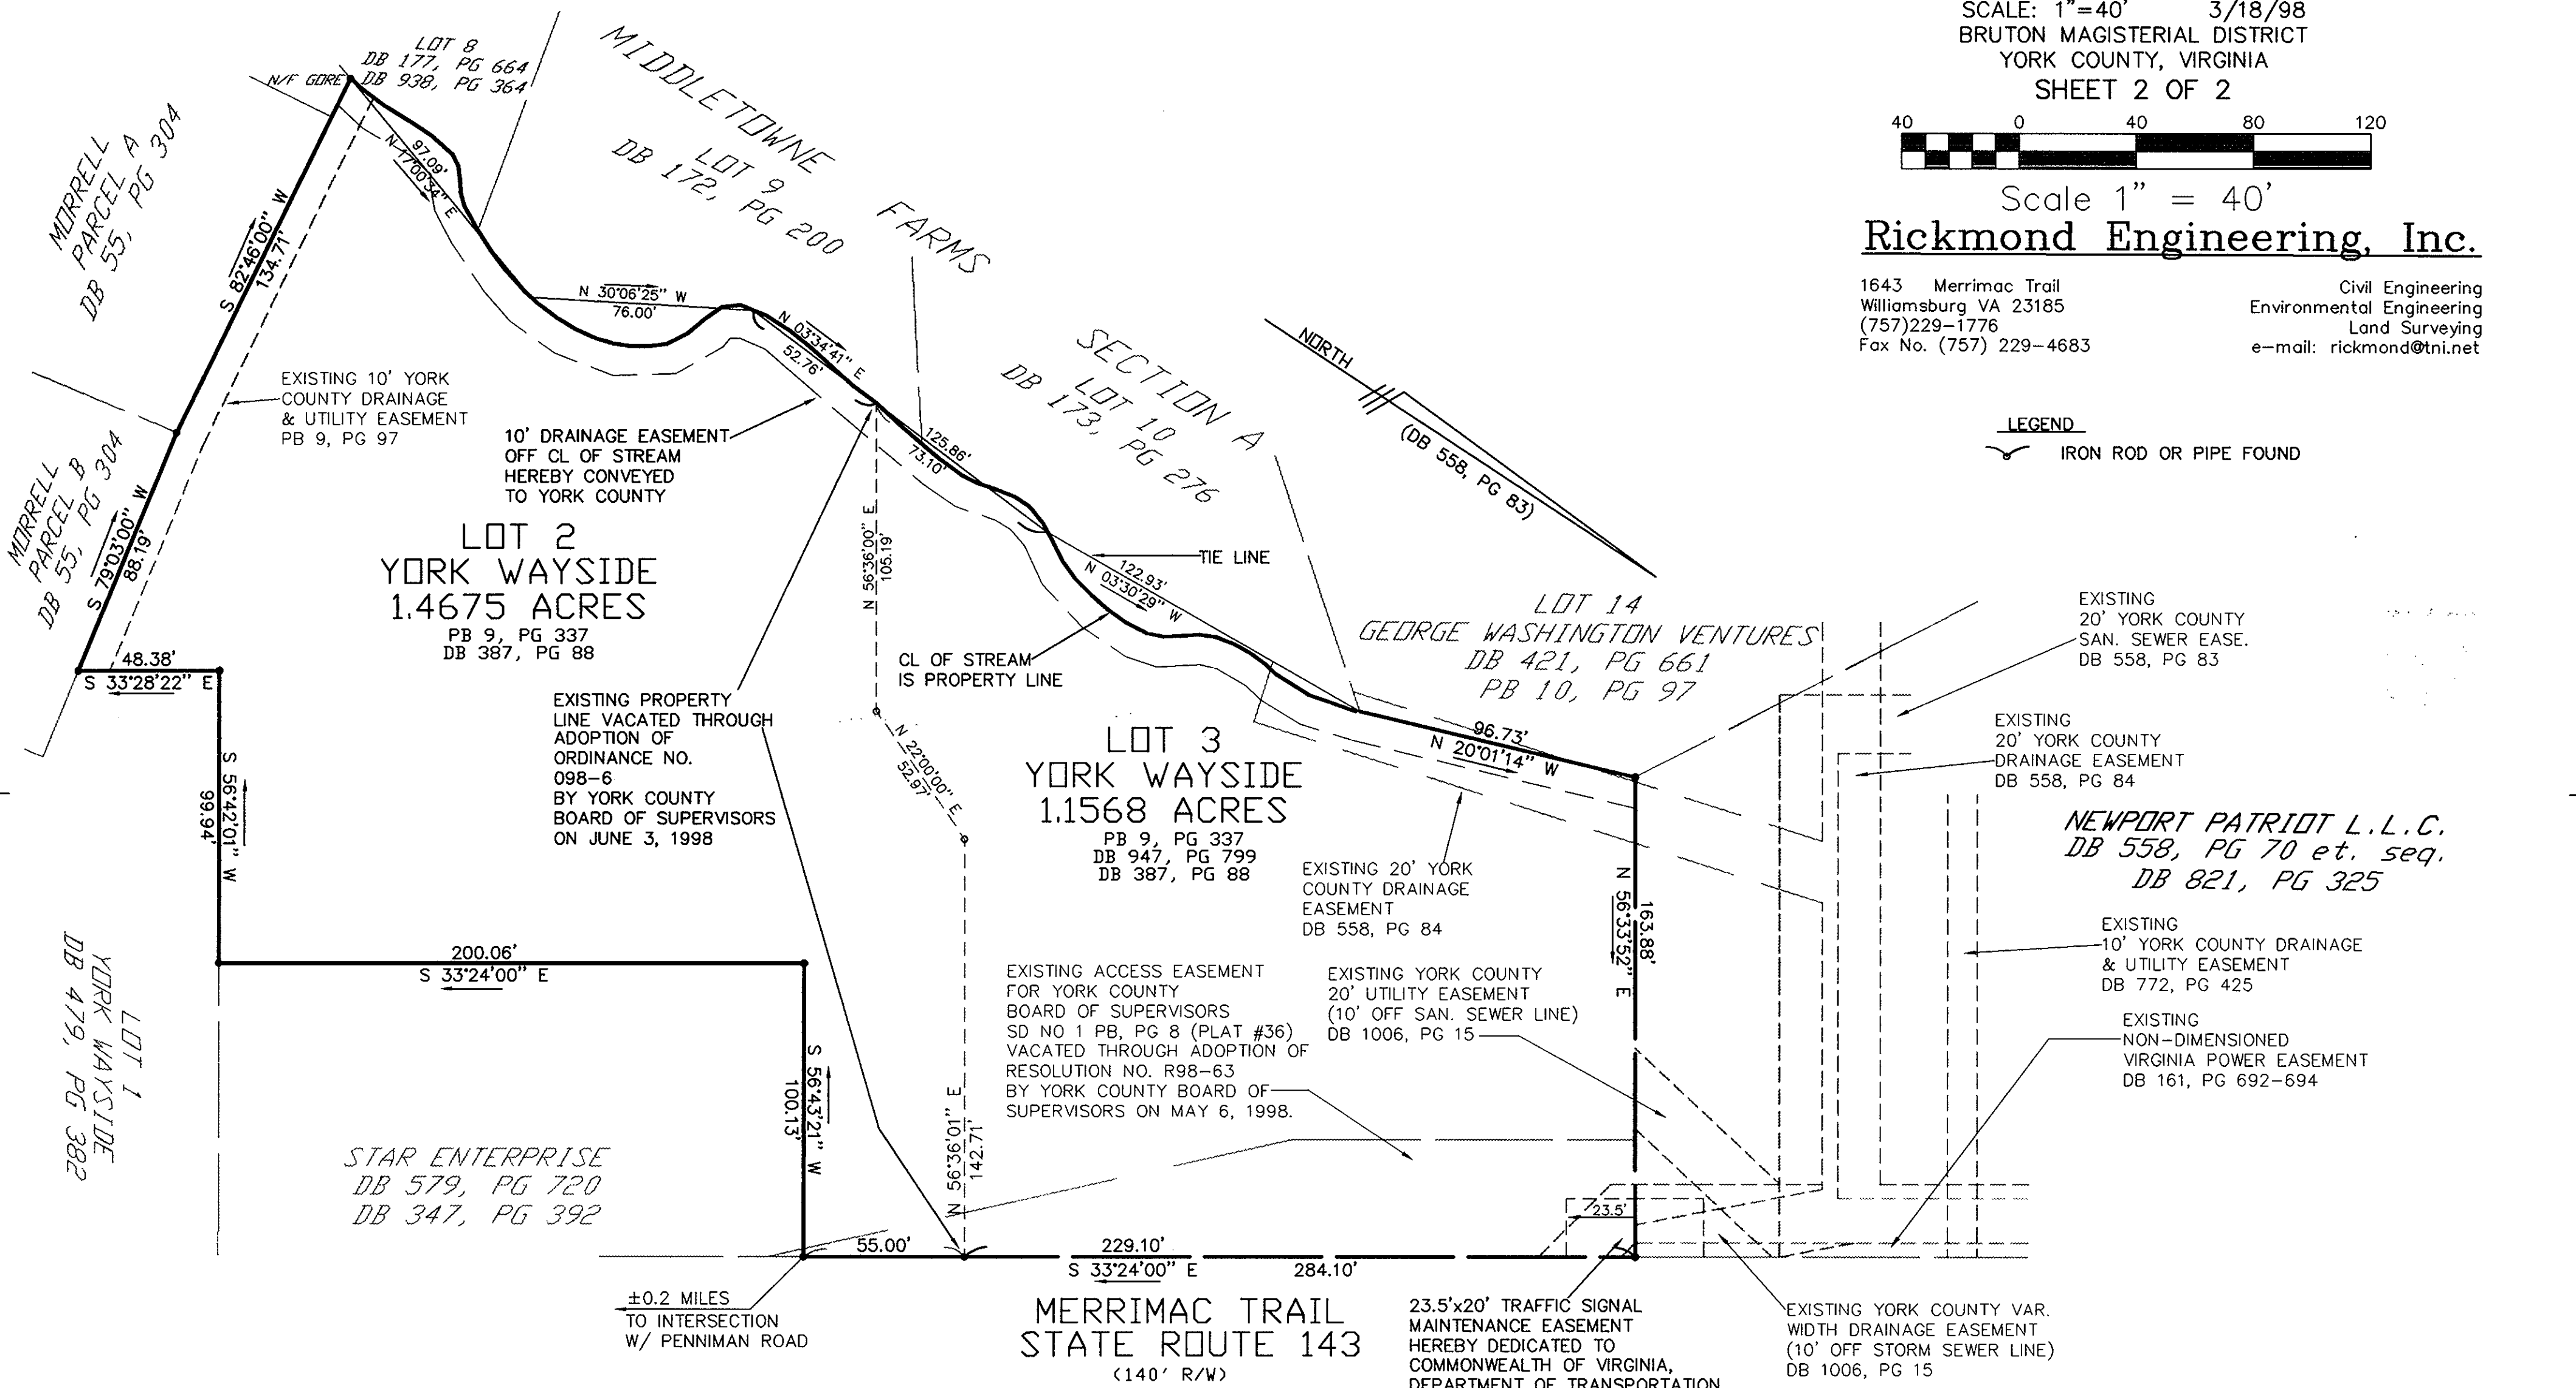 SCALE: 1"=40' 3/18/98
BRUTON MAGISTERIAL DISTRICT
YORK COUNTY, VIRGINIA
SHEET 2 OF 2
40 0 40 80 120
Scale 1" = 40'
Rickmond Engineering, Inc.
1643 Merrimac Trail
Williamsburg VA 23185
(757)229-1776
Fax No. (757) 229-4683
Civil Engineering
Environmental Engineering
Land Surveying
e-mail: rickmond@tni.net
LEGEND
IRON ROD OR PIPE FOUND
NORTH
(DB 558, PG 83)
LOT 8
DB 177, PG 664
DB 938, PG 364
N/F GORE
MIDDLETOWNE
FARMS
SECTION A
LOT 9
DB 172, PG 200
LOT 10
DB 173, PG 276
MORRELL
PARCEL A
DB 55, PG 304
MORRELL
PARCEL B
DB 55, PG 304
S 82°46'00" W
134.71'
S 79°03'00" W
88.19'
97.09'
N 17°00'34" E
N 30°06'25" W
76.00'
N 03°34'41" E
52.76'
125.86'
73.10'
122.93'
N 03°30'29" W
TIE LINE
EXISTING 10' YORK
COUNTY DRAINAGE
& UTILITY EASEMENT
PB 9, PG 97
10' DRAINAGE EASEMENT
OFF CL OF STREAM
HEREBY CONVEYED
TO YORK COUNTY
LOT 2
YORK WAYSIDE
1.4675 ACRES
PB 9, PG 337
DB 387, PG 88
N 56°36'00" E
105.19'
N 22°00'00" E
52.97'
CL OF STREAM
IS PROPERTY LINE
48.38'
S 33°28'22" E
S 56°42'01" W
99.94'
EXISTING PROPERTY
LINE VACATED THROUGH
ADOPTION OF
ORDINANCE NO.
098-6
BY YORK COUNTY
BOARD OF SUPERVISORS
ON JUNE 3, 1998
LOT 3
YORK WAYSIDE
1.1568 ACRES
PB 9, PG 337
DB 947, PG 799
DB 387, PG 88
LOT 14
GEORGE WASHINGTON VENTURES
DB 421, PG 661
PB 10, PG 97
96.73'
N 20°01'14" W
EXISTING
20' YORK COUNTY
SAN. SEWER EASE.
DB 558, PG 83
EXISTING
20' YORK COUNTY
DRAINAGE EASEMENT
DB 558, PG 84
NEWPORT PATRIOT L.L.C.
DB 558, PG 70 et. seq.
DB 821, PG 325
EXISTING
10' YORK COUNTY DRAINAGE
& UTILITY EASEMENT
DB 772, PG 425
EXISTING
NON-DIMENSIONED
VIRGINIA POWER EASEMENT
DB 161, PG 692-694
EXISTING 20' YORK
COUNTY DRAINAGE
EASEMENT
DB 558, PG 84
N 56°33'52" E
163.88'
EXISTING ACCESS EASEMENT
FOR YORK COUNTY
BOARD OF SUPERVISORS
SD NO 1 PB, PG 8 (PLAT #36)
VACATED THROUGH ADOPTION OF
RESOLUTION NO. R98-63
BY YORK COUNTY BOARD OF
SUPERVISORS ON MAY 6, 1998.
EXISTING YORK COUNTY
20' UTILITY EASEMENT
(10' OFF SAN. SEWER LINE)
DB 1006, PG 15
200.06'
S 33°24'00" E
LOT 1
YORK WAYSIDE
DB 479, PG 382
S 56°43'21" W
100.13'
N 56°36'01" E
142.71'
STAR ENTERPRISE
DB 579, PG 720
DB 347, PG 392
23.5'
55.00'
229.10'
S 33°24'00" E
284.10'
±0.2 MILES
TO INTERSECTION
W/ PENNIMAN ROAD
MERRIMAC TRAIL
STATE ROUTE 143
(140' R/W)
23.5'x20' TRAFFIC SIGNAL
MAINTENANCE EASEMENT
HEREBY DEDICATED TO
COMMONWEALTH OF VIRGINIA,
DEPARTMENT OF TRANSPORTATION
EXISTING YORK COUNTY VAR.
WIDTH DRAINAGE EASEMENT
(10' OFF STORM SEWER LINE)
DB 1006, PG 15